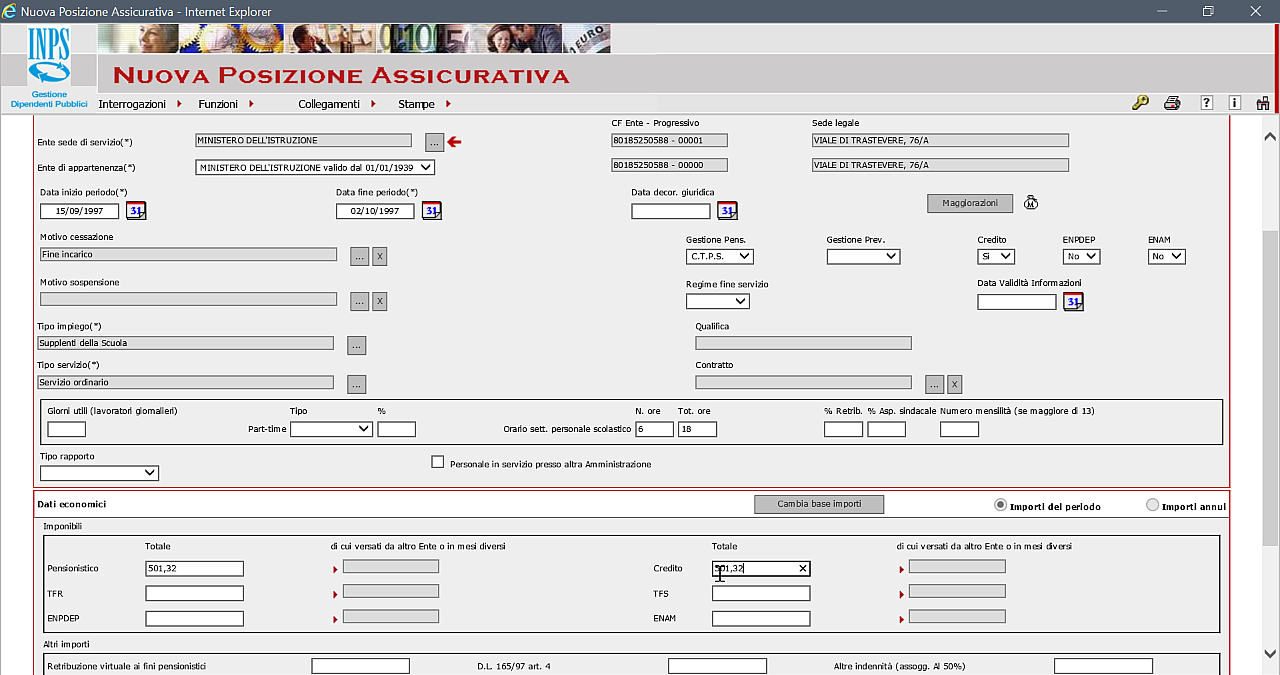 Nuova Posizione Assicurativa - Internet Explorer
INPS
Gestione
Dipendenti Pubblici
NUOVA POSIZIONE ASSICURATIVA
Interrogazioni Funzioni Collegamenti Stampe
CF Ente - Progressivo Sede legale
Ente sede di servizio(*) MINISTERO DELL'ISTRUZIONE ... 80185250588 - 00001 VIALE DI TRASTEVERE, 76/A
Ente di appartenenza(*) MINISTERO DELL'ISTRUZIONE valido dal 01/01/1939 80185250588 - 00000 VIALE DI TRASTEVERE, 76/A
Data inizio periodo(*) Data fine periodo(*) Data decor. giuridica
15/09/1997 31 02/10/1997 31 31 Maggiorazioni
Motivo cessazione Gestione Pens. Gestione Prev. Credito ENPDEP ENAM
Fine incarico ... X C.T.P.S. Si No No
Motivo sospensione Regime fine servizio Data Validità Informazioni
... X 31
Tipo impiego(*) Qualifica
Supplenti della Scuola ...
Tipo servizio(*) Contratto
Servizio ordinario ... ... X
Giorni utili (lavoratori giornalieri) Tipo % N. ore Tot. ore % Retrib. % Asp. sindacale Numero mensilità (se maggiore di 13)
Part-time Orario sett. personale scolastico 6 18
Tipo rapporto
Personale in servizio presso altra Amministrazione
Dati economici Cambia base importi Importi del periodo Importi annui
Imponibili
Totale di cui versati da altro Ente o in mesi diversi Totale di cui versati da altro Ente o in mesi diversi
Pensionistico 501,32 Credito 501,32
TFR TFS
ENPDEP ENAM
Altri importi
Retribuzione virtuale ai fini pensionistici D.L. 165/97 art. 4 Altre indennità (assogg. Al 50%)